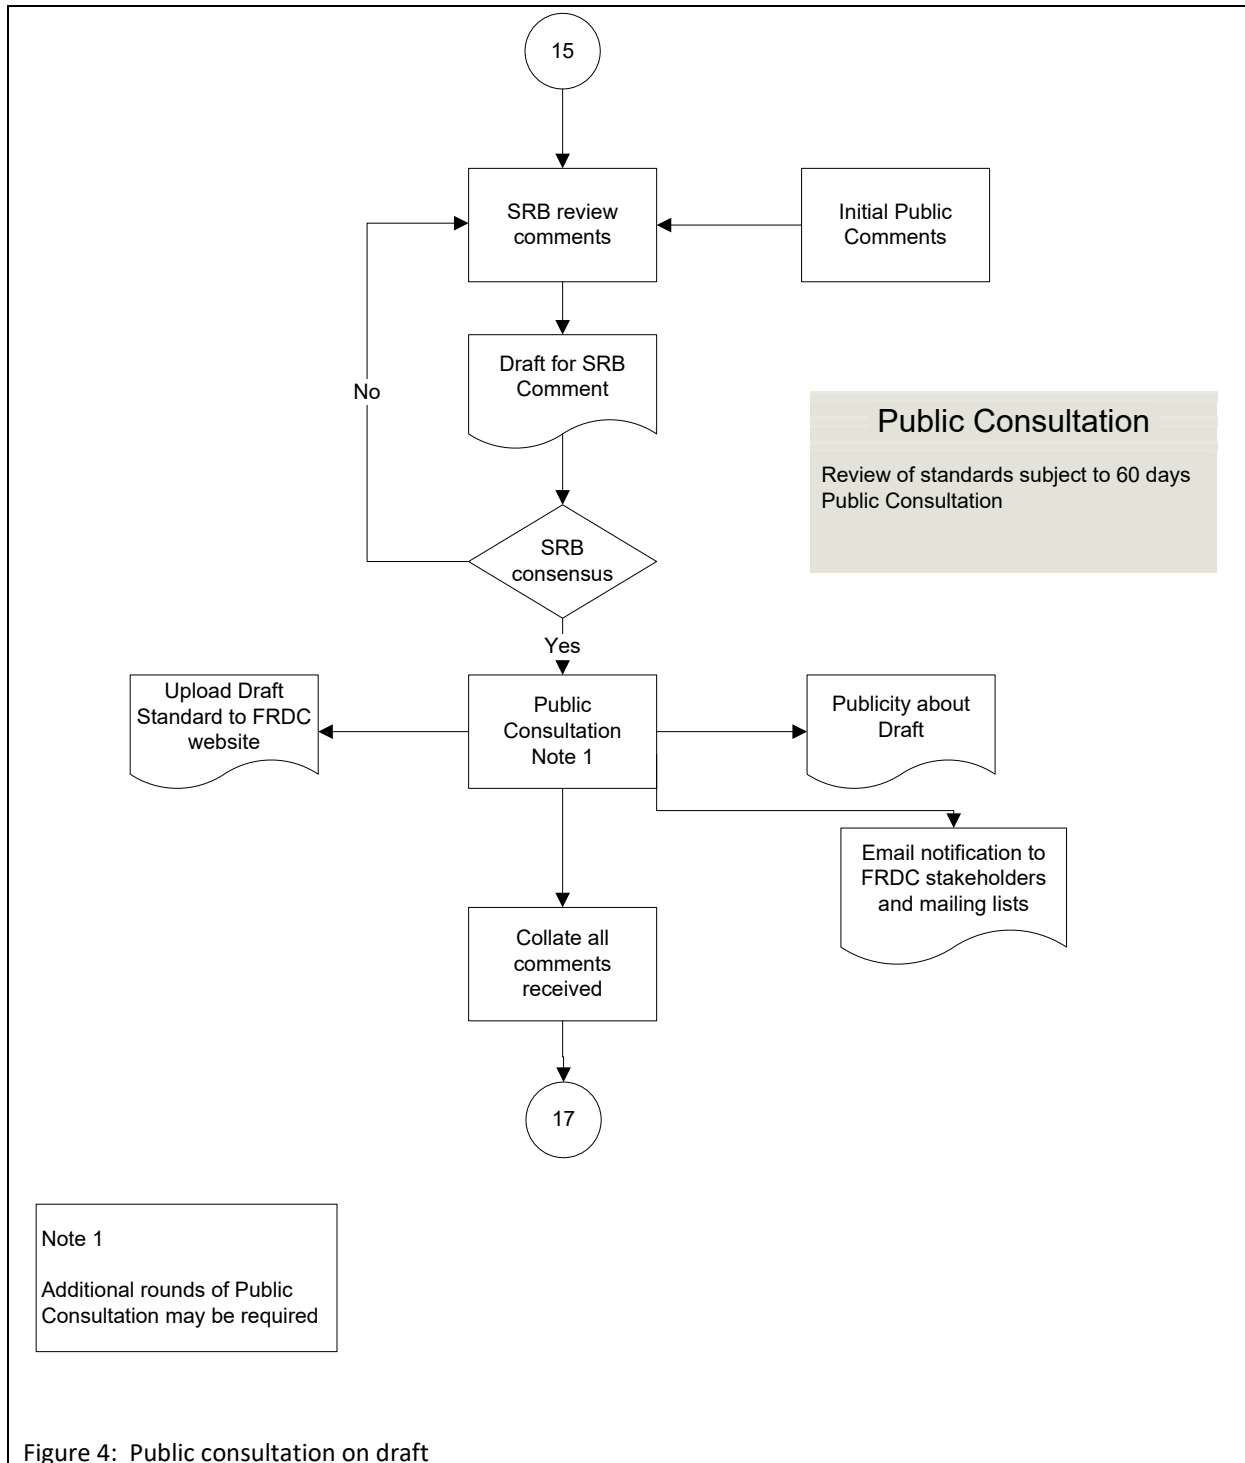 15
SRB review
comments
Initial Public
Comments
Draft for SRB
Comment
No
Public Consultation
Review of standards subject to 60 days
Public Consultation
SRB
consensus
Yes
Upload Draft
Standard to FRDC
website
Public
Consultation
Note 1
Publicity about
Draft
Email notification to
FRDC stakeholders
and mailing lists
Collate all
comments
received
17
Note 1
Additional rounds of Public
Consultation may be required
Figure 4:  Public consultation on draft